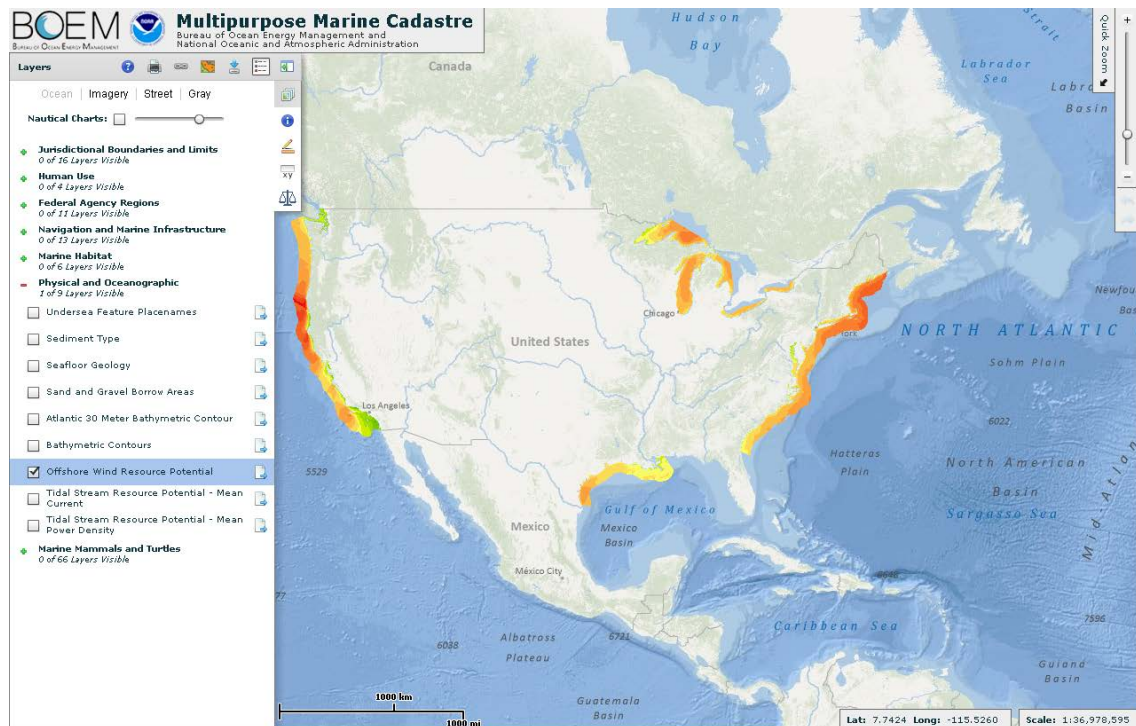 BOEM
BUREAU OF OCEAN ENERGY MANAGEMENT
Multipurpose Marine Cadastre
Bureau of Ocean Energy Management and
National Oceanic and Atmospheric Administration
Layers
Ocean | Imagery | Street | Gray
Nautical Charts:
Jurisdictional Boundaries and Limits
0 of 16 Layers Visible
Human Use
0 of 4 Layers Visible
Federal Agency Regions
0 of 11 Layers Visible
Navigation and Marine Infrastructure
0 of 13 Layers Visible
Marine Habitat
0 of 6 Layers Visible
Physical and Oceanographic
1 of 9 Layers Visible
Undersea Feature Placenames
Sediment Type
Seafloor Geology
Sand and Gravel Borrow Areas
Atlantic 30 Meter Bathymetric Contour
Bathymetric Contours
Offshore Wind Resource Potential
Tidal Stream Resource Potential - Mean
Current
Tidal Stream Resource Potential - Mean
Power Density
Marine Mammals and Turtles
0 of 66 Layers Visible
xy
Quick Zoom
+
−
Hudson
Bay
Canada
Strait
Labrador
Sea
Labra
Basin
Chicago
York
United States
Los Angeles
NORTH ATLANTIC
Newfou
Bas
Sohm Plain
6022
Hatteras
Plain
North American
Basin
Sargasso Sea
Mid-Atlan
5529
Gulf of Mexico
Mexico
Basin
Mexico
México City
77
6038
Albatross
Plateau
6721
Caribbean Sea
7596
Guiana
Basin
Guatemala
Basin
1000 km
1000 mi
Lat: 7.7424 Long: -115.5260
Scale: 1:36,978,595